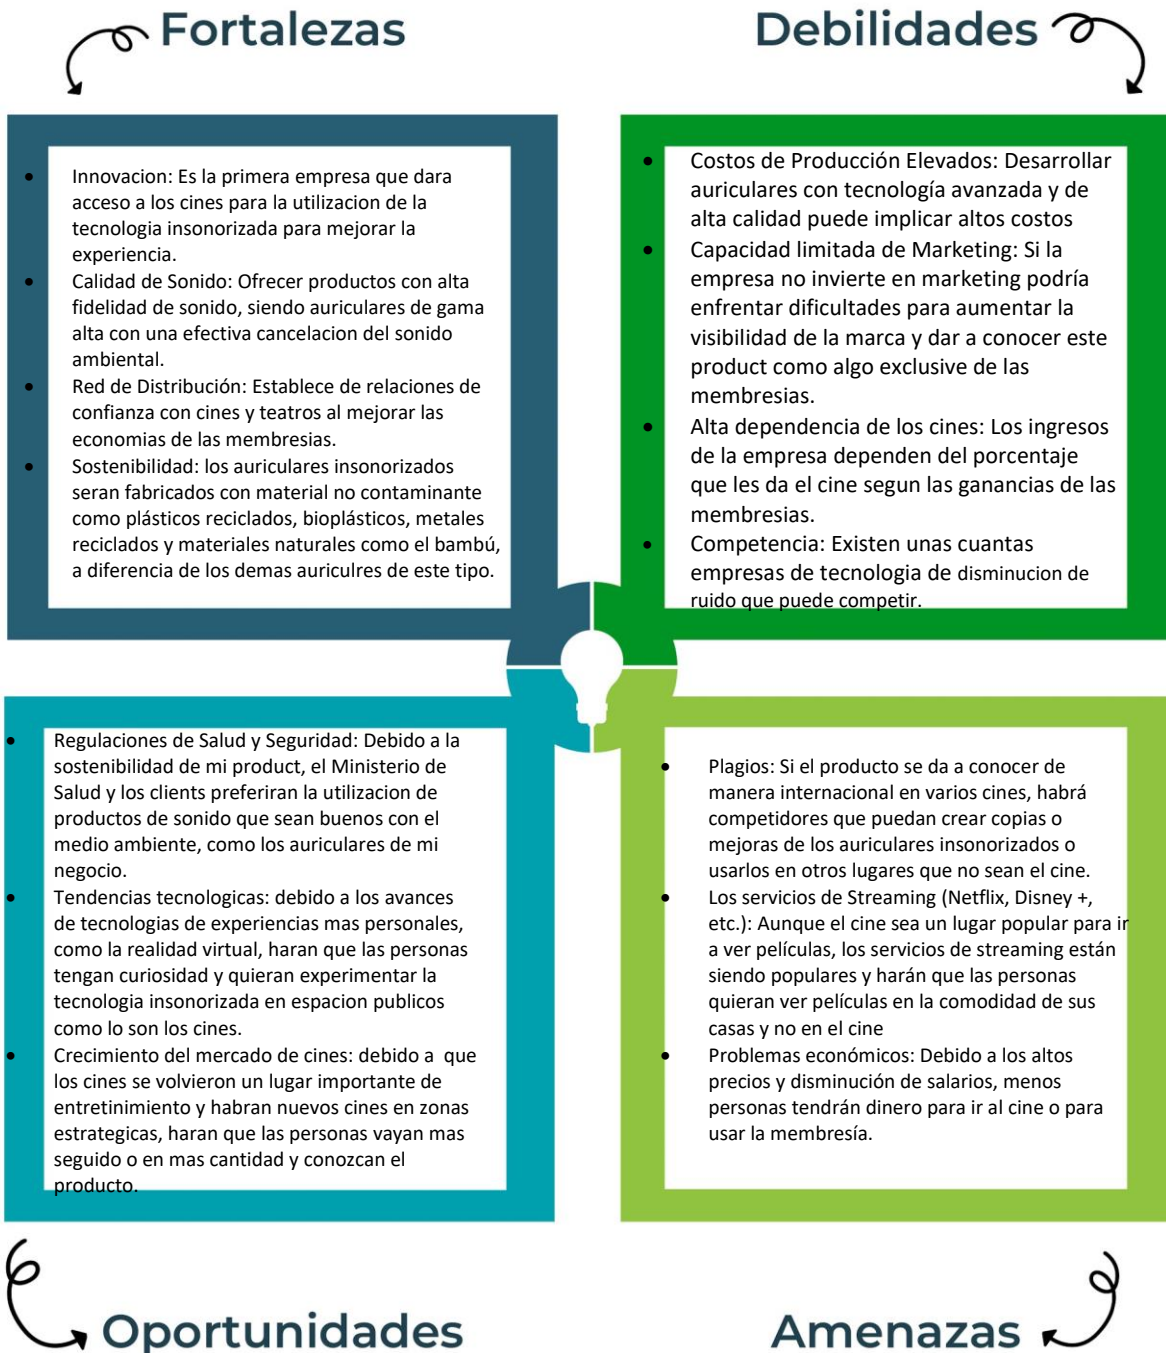 Fortalezas
• Innovacion: Es la primera empresa que dara
acceso a los cines para la utilizacion de la
tecnologia insonorizada para mejorar la
experiencia.
• Calidad de Sonido: Ofrecer productos con alta
fidelidad de sonido, siendo auriculares de gama
alta con una efectiva cancelacion del sonido
ambiental.
• Red de Distribución: Establece de relaciones de
confianza con cines y teatros al mejorar las
economias de las membresias.
• Sostenibilidad: los auriculares insonorizados
seran fabricados con material no contaminante
como plásticos reciclados, bioplásticos, metales
reciclados y materiales naturales como el bambú,
a diferencia de los demas auriculres de este tipo.
Debilidades
• Costos de Producción Elevados: Desarrollar
auriculares con tecnología avanzada y de
alta calidad puede implicar altos costos
• Capacidad limitada de Marketing: Si la
empresa no invierte en marketing podría
enfrentar dificultades para aumentar la
visibilidad de la marca y dar a conocer este
product como algo exclusive de las
membresias.
• Alta dependencia de los cines: Los ingresos
de la empresa dependen del porcentaje
que les da el cine segun las ganancias de las
membresias.
• Competencia: Existen unas cuantas
empresas de tecnologia de disminucion de
ruido que puede competir.
• Regulaciones de Salud y Seguridad: Debido a la
sostenibilidad de mi product, el Ministerio de
Salud y los clients preferiran la utilizacion de
productos de sonido que sean buenos con el
medio ambiente, como los auriculares de mi
negocio.
• Tendencias tecnologicas: debido a los avances
de tecnologias de experiencias mas personales,
como la realidad virtual, haran que las personas
tengan curiosidad y quieran experimentar la
tecnologia insonorizada en espacion publicos
como lo son los cines.
• Crecimiento del mercado de cines: debido a que
los cines se volvieron un lugar importante de
entretinimiento y habran nuevos cines en zonas
estrategicas, haran que las personas vayan mas
seguido o en mas cantidad y conozcan el
producto.
Oportunidades
• Plagios: Si el producto se da a conocer de
manera internacional en varios cines, habrá
competidores que puedan crear copias o
mejoras de los auriculares insonorizados o
usarlos en otros lugares que no sean el cine.
• Los servicios de Streaming (Netflix, Disney +,
etc.): Aunque el cine sea un lugar popular para ir
a ver películas, los servicios de streaming están
siendo populares y harán que las personas
quieran ver películas en la comodidad de sus
casas y no en el cine
• Problemas económicos: Debido a los altos
precios y disminución de salarios, menos
personas tendrán dinero para ir al cine o para
usar la membresía.
Amenazas